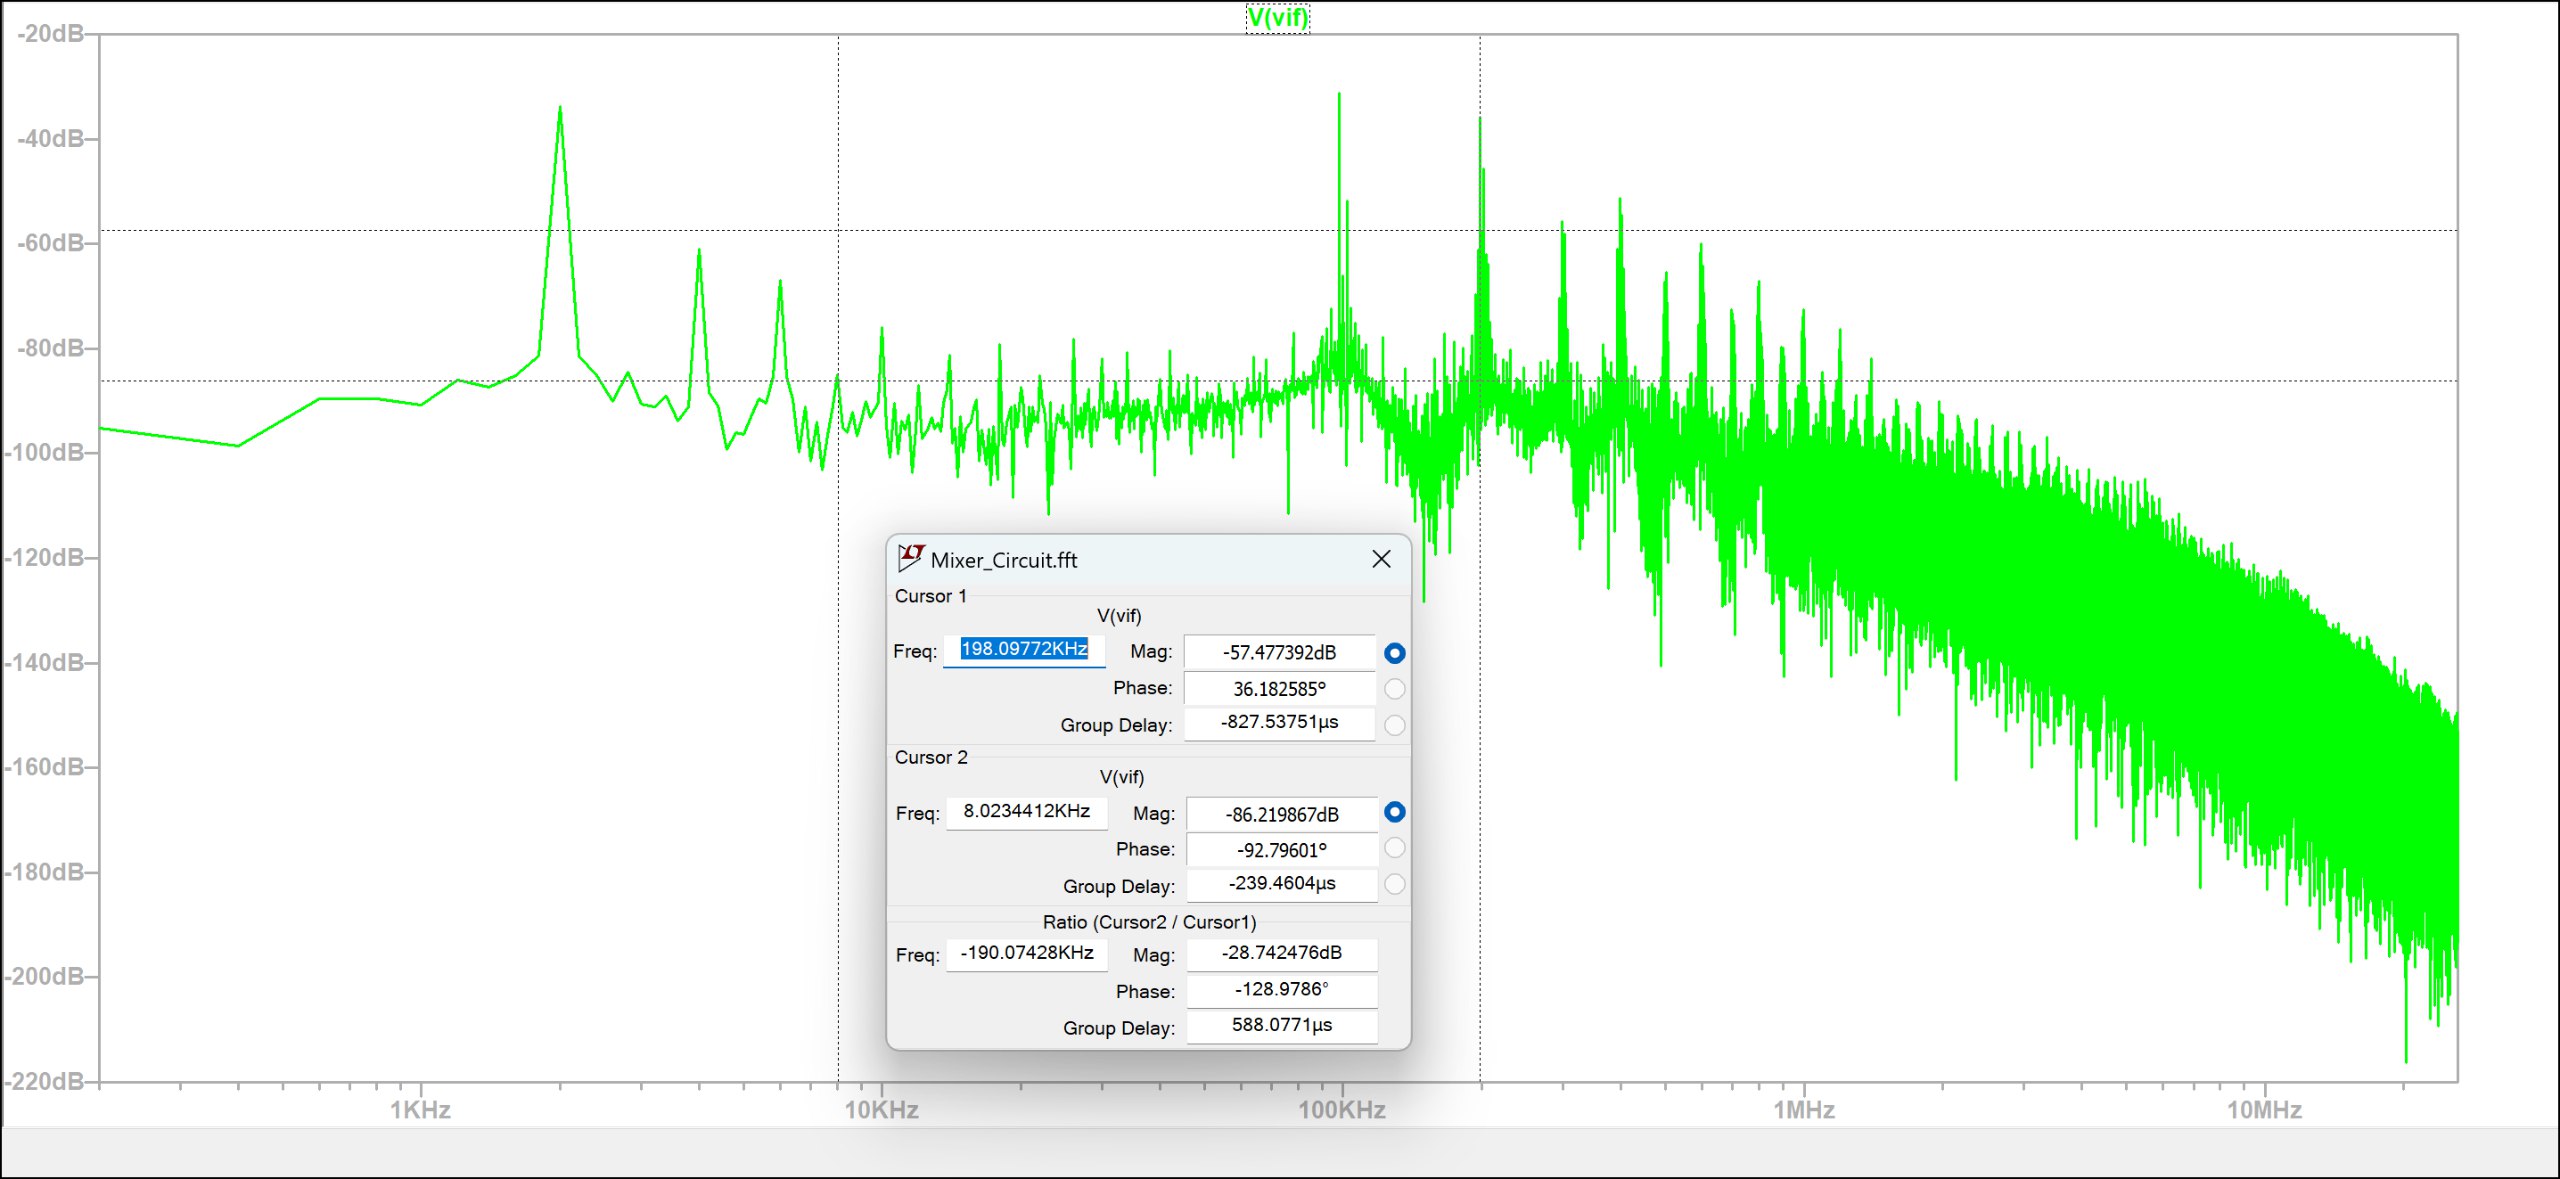 V(vif)
-20dB
-40dB
-60dB
-80dB
-100dB
-120dB
-140dB
-160dB
-180dB
-200dB
-220dB
1KHz 10KHz 100KHz 1MHz 10MHz
Mixer_Circuit.fft
Cursor 1
V(vif)
Freq: 198.09772KHz Mag: -57.477392dB
Phase: 36.182585°
Group Delay: -827.53751µs
Cursor 2
V(vif)
Freq: 8.0234412KHz Mag: -86.219867dB
Phase: -92.79601°
Group Delay: -239.4604µs
Ratio (Cursor2 / Cursor1)
Freq: -190.07428KHz Mag: -28.742476dB
Phase: -128.9786°
Group Delay: 588.0771µs